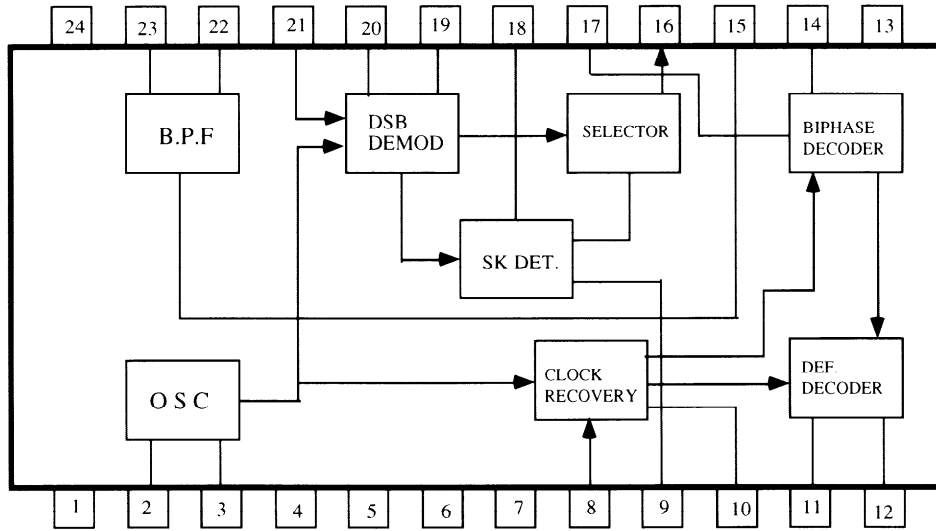 24 23 22 21 20 19 18 17 16 15 14 13
B.P.F
DSB
DEMOD
SELECTOR
BIPHASE
DECODER
SK DET.
OSC
CLOCK
RECOVERY
DEF.
DECODER
1 2 3 4 5 6 7 8 9 10 11 12